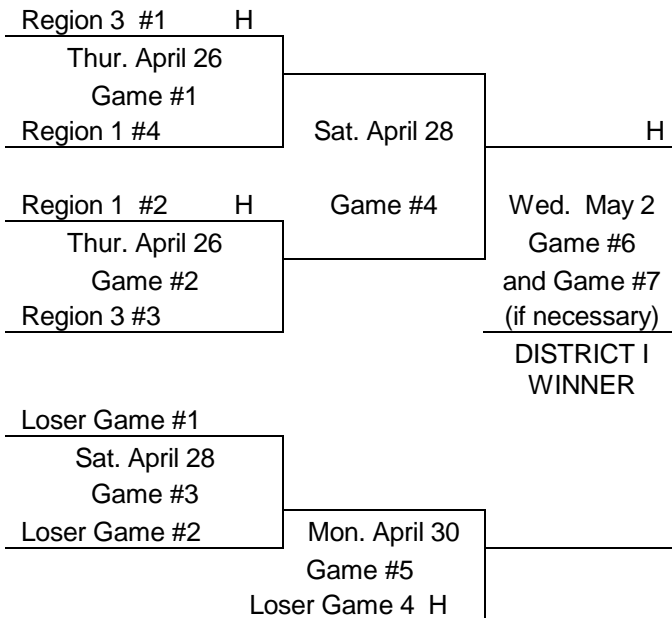 Region 3 #1 H
Thur. April 26
Game #1
Region 1 #4
Sat. April 28
H
Region 1 #2 H
Game #4
Wed. May 2
Thur. April 26
Game #6
Game #2
and Game #7
Region 3 #3
(if necessary)
DISTRICT I
WINNER
Loser Game #1
Sat. April 28
Game #3
Loser Game #2
Mon. April 30
Game #5
Loser Game 4 H